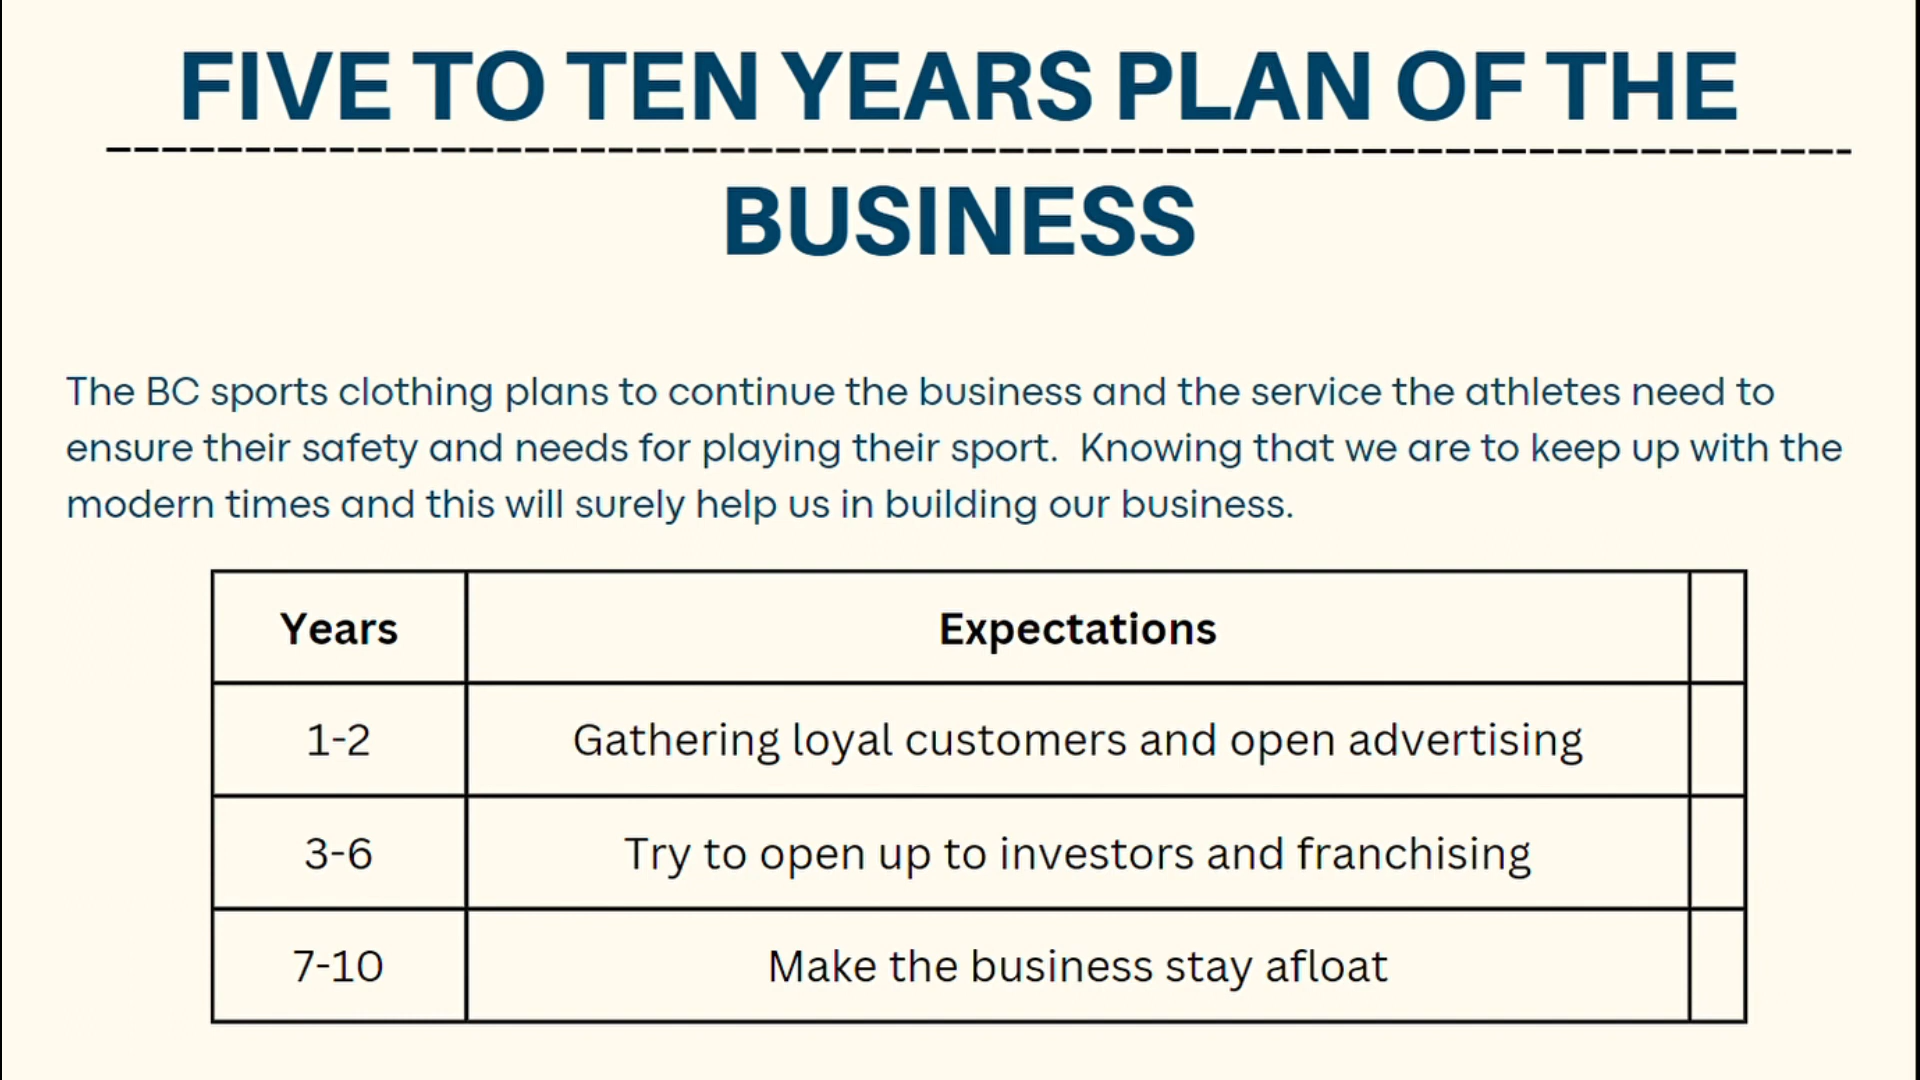 FIVE TO TEN YEARS PLAN OF THE
BUSINESS
The BC sports clothing plans to continue the business and the service the athletes need to
ensure their safety and needs for playing their sport.  Knowing that we are to keep up with the
modern times and this will surely help us in building our business.
Years Expectations
1-2 Gathering loyal customers and open advertising
3-6 Try to open up to investors and franchising
7-10 Make the business stay afloat